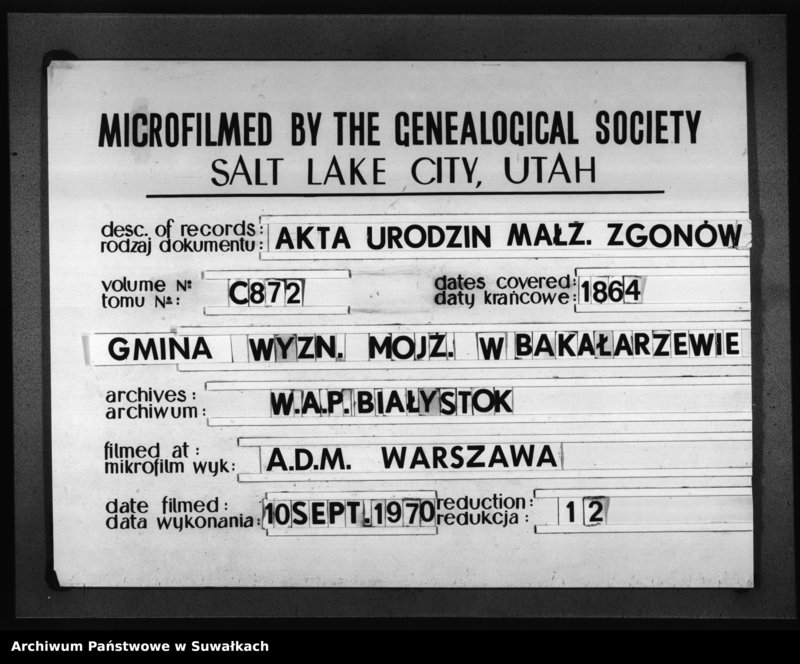 MICROFILMED BY THE GENEALOGICAL SOCIETY
SALT LAKE CITY, UTAH
desc. of records: AKTA URODZIN MAŁŻ. ZGONÓW
rodzaj dokumentu:
volume No: C872 dates covered: 1864
tomu No: daty krańcowe:
GMINA WYZN. MOJŻ. W BAKAŁARZEWIE
archives: W.A.P. BIAŁYSTOK
archiwum:
filmed at: A.D.M. WARSZAWA
mikrofilm wyk:
date filmed: 10 SEPT. 1970 reduction: 12
data wykonania: redukcja:
Archiwum Państwowe w Suwałkach